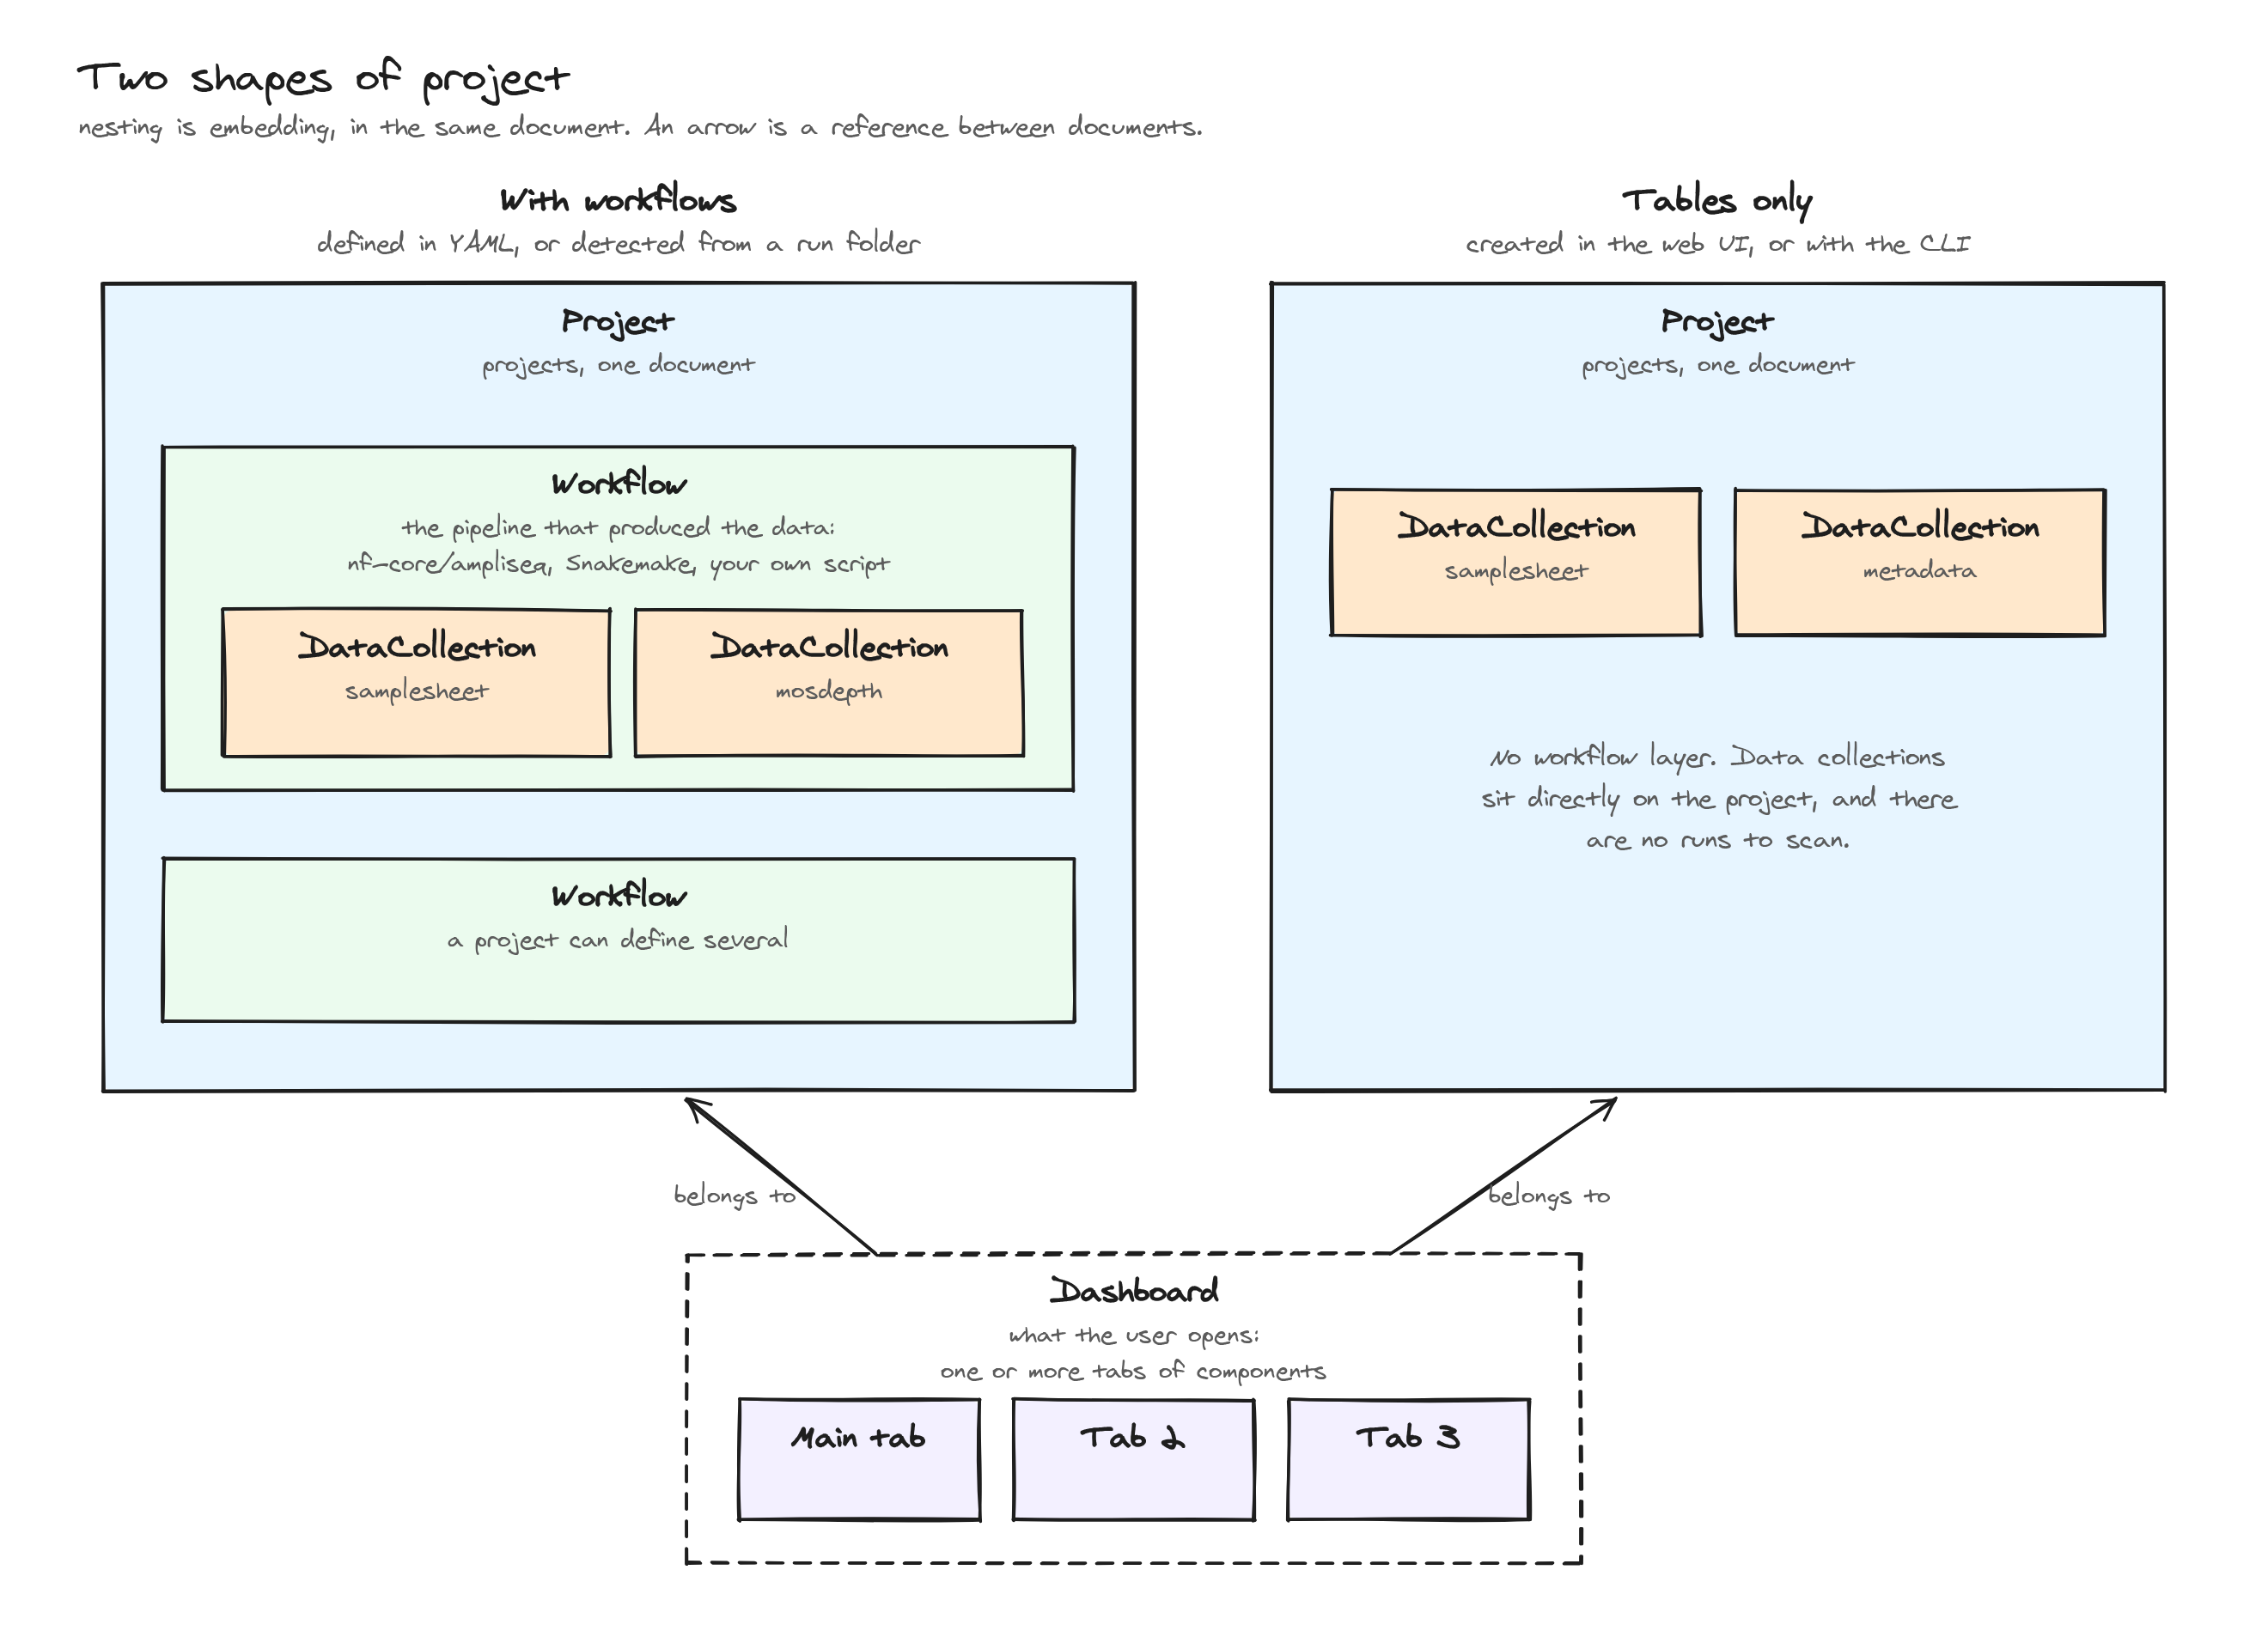 Two shapes of project
nesting is embedding, in the same document. An arrow is a reference between documents.
With workflows
defined in YAML, or detected from a run folder
Project
projects, one document
Workflow
the pipeline that produced the data:
nf-core/ampliseq, Snakemake, your own script
DataCollection
samplesheet
DataCollection
mosdepth
Workflow
a project can define several
Tables only
created in the web UI, or with the CLI
Project
projects, one document
DataCollection
samplesheet
DataCollection
metadata
No workflow layer. Data collections
sit directly on the project, and there
are no runs to scan.
belongs to
belongs to
Dashboard
what the user opens:
one or more tabs of components
Main tab
Tab 2
Tab 3